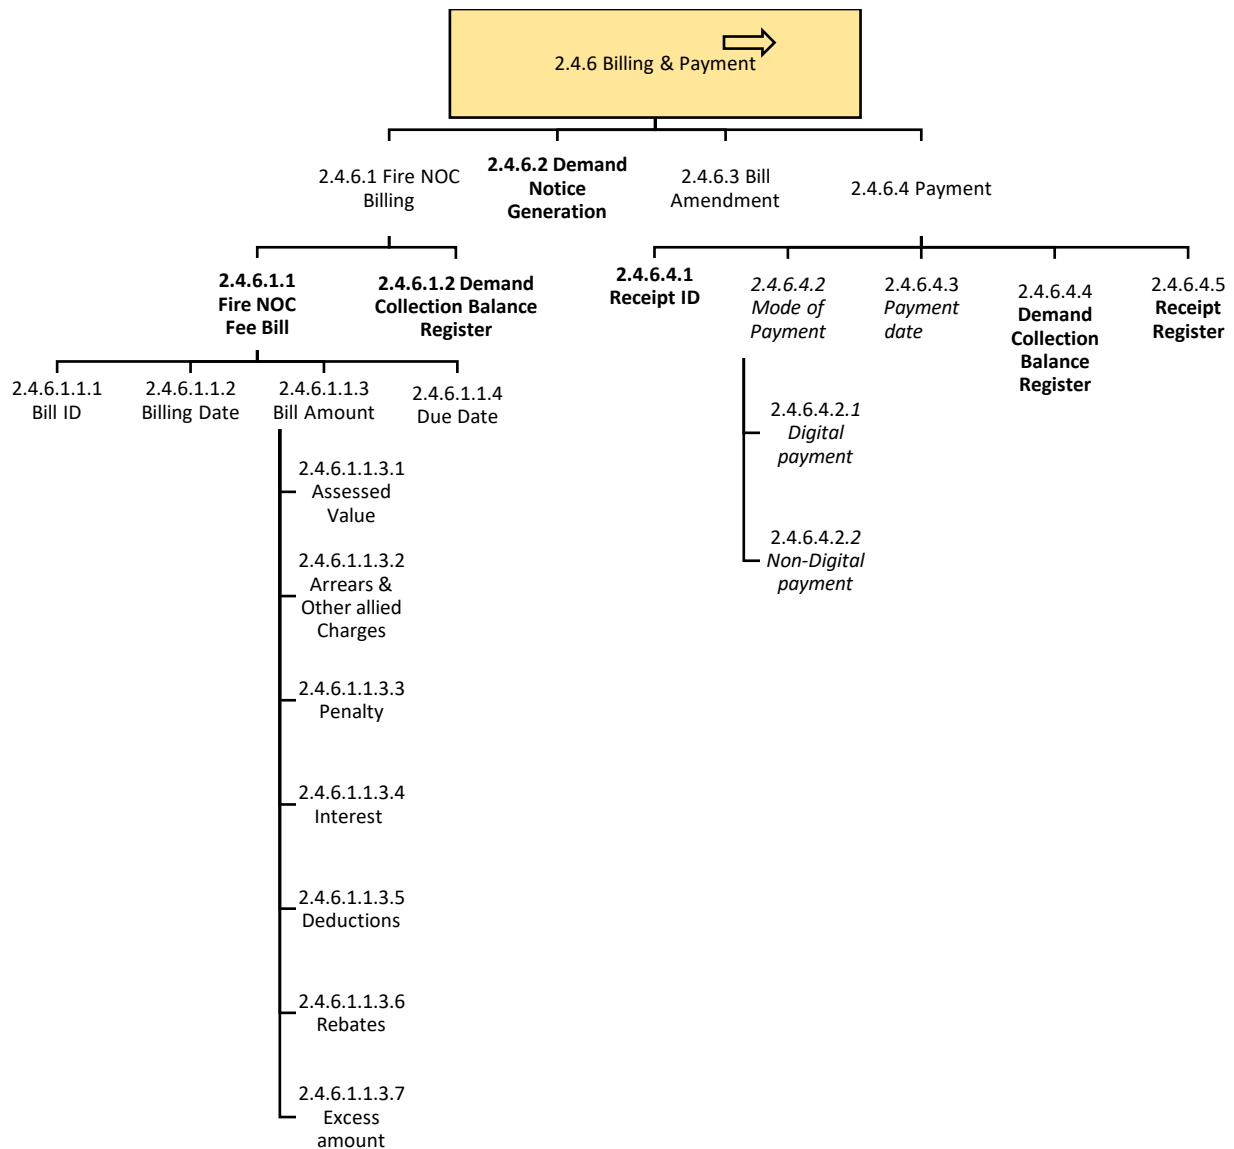 2.4.6 Billing & Payment
2.4.6.1 Fire NOC
Billing
2.4.6.2 Demand
Notice
Generation
2.4.6.3 Bill
Amendment
2.4.6.4 Payment
2.4.6.1.1
Fire NOC
Fee Bill
2.4.6.1.2 Demand
Collection Balance
Register
2.4.6.4.1
Receipt ID
2.4.6.4.2
Mode of
Payment
2.4.6.4.3
Payment
date
2.4.6.4.4
Demand
Collection
Balance
Register
2.4.6.4.5
Receipt
Register
2.4.6.1.1.1
Bill ID
2.4.6.1.1.2
Billing Date
2.4.6.1.1.3
Bill Amount
2.4.6.1.1.4
Due Date
2.4.6.4.2.1
Digital
payment
2.4.6.4.2.2
Non-Digital
payment
2.4.6.1.1.3.1
Assessed
Value
2.4.6.1.1.3.2
Arrears &
Other allied
Charges
2.4.6.1.1.3.3
Penalty
2.4.6.1.1.3.4
Interest
2.4.6.1.1.3.5
Deductions
2.4.6.1.1.3.6
Rebates
2.4.6.1.1.3.7
Excess
amount